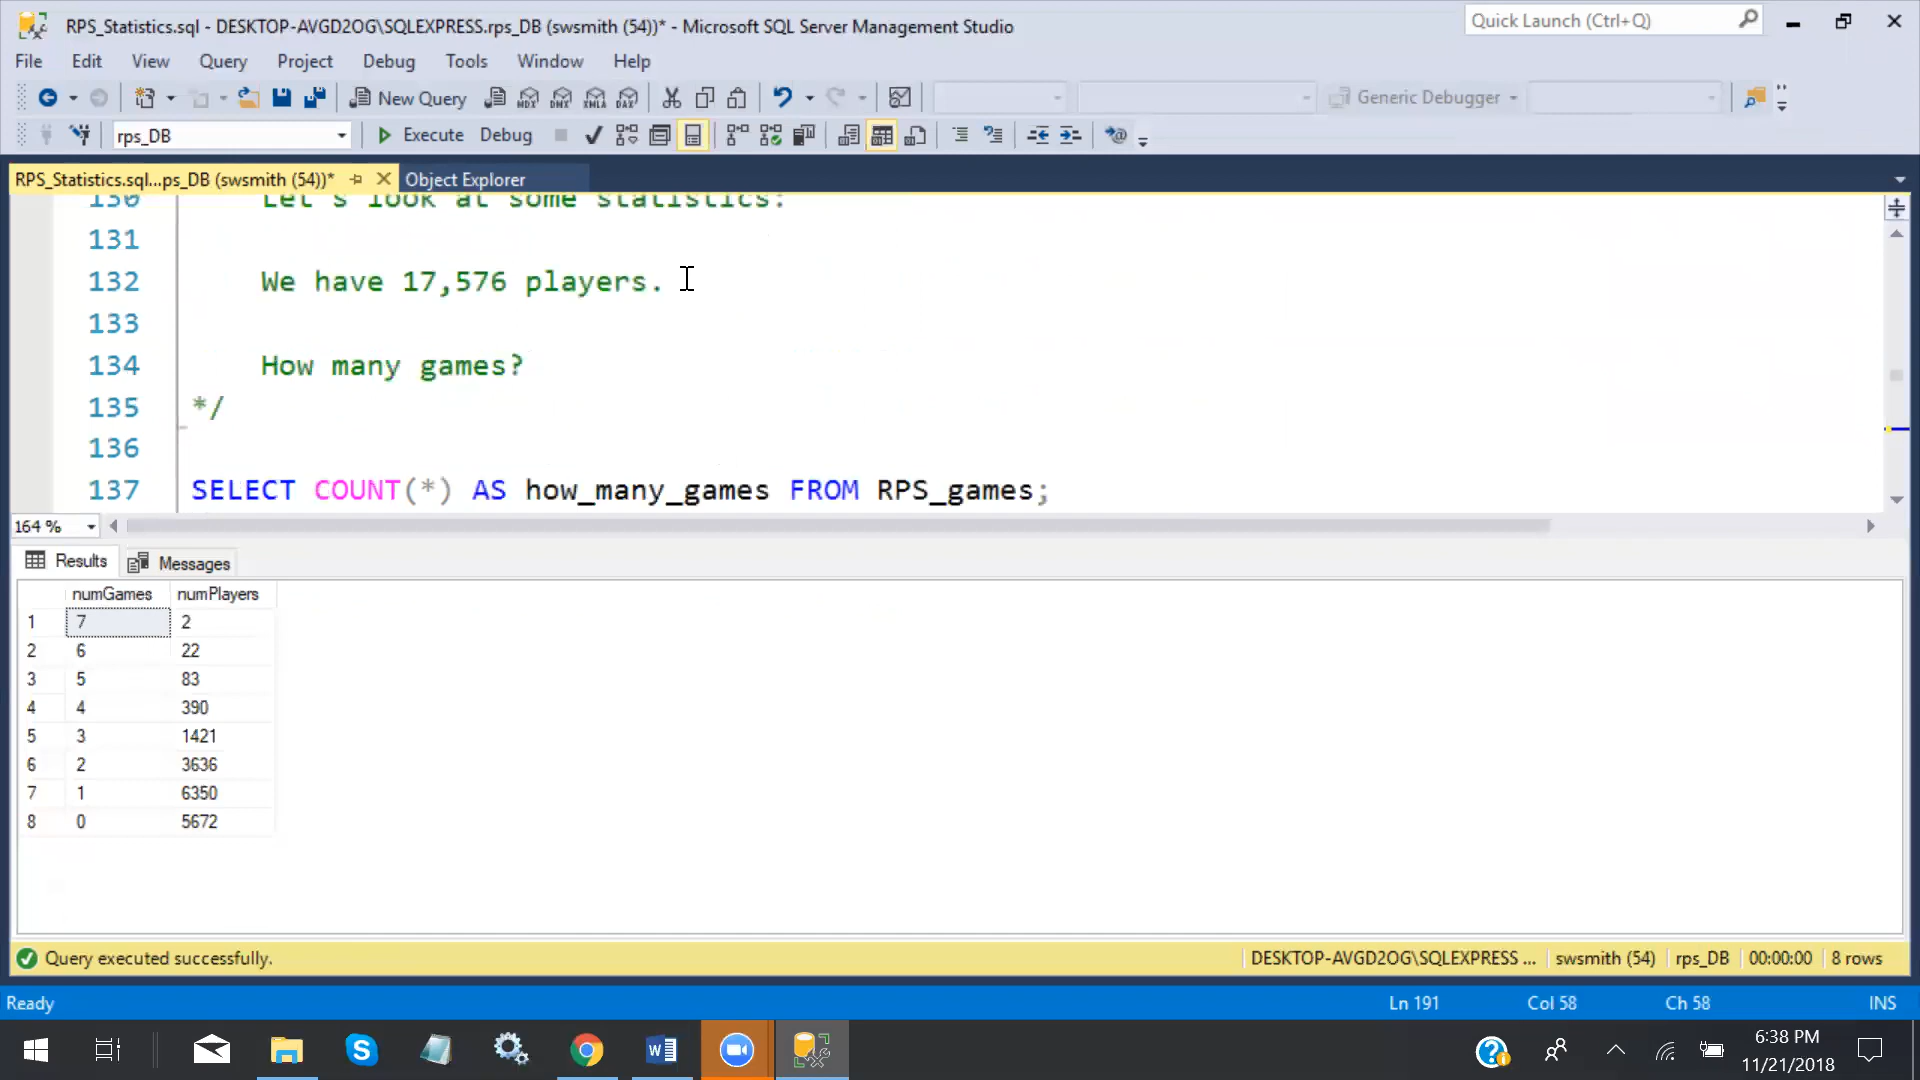 RPS_Statistics.sql - DESKTOP-AVGD2OG\SQLEXPRESS.rps_DB (swsmith (54))* - Microsoft SQL Server Management Studio
Quick Launch (Ctrl+Q)
File Edit View Query Project Debug Tools Window Help
New Query
MDX DMX XMLA DAX
Generic Debugger
rps_DB
Execute Debug
RPS_Statistics.sql...ps_DB (swsmith (54))* Object Explorer
130 Let's look at some statistics:
131
132 We have 17,576 players.
133
134 How many games?
135 */
136
137 SELECT COUNT(*) AS how_many_games FROM RPS_games;
164 %
Results Messages
numGames numPlayers
1 7 2
2 6 22
3 5 83
4 4 390
5 3 1421
6 2 3636
7 1 6350
8 0 5672
Query executed successfully. DESKTOP-AVGD2OG\SQLEXPRESS ... swsmith (54) rps_DB 00:00:00 8 rows
Ready Ln 191 Col 58 Ch 58 INS
6:38 PM
11/21/2018